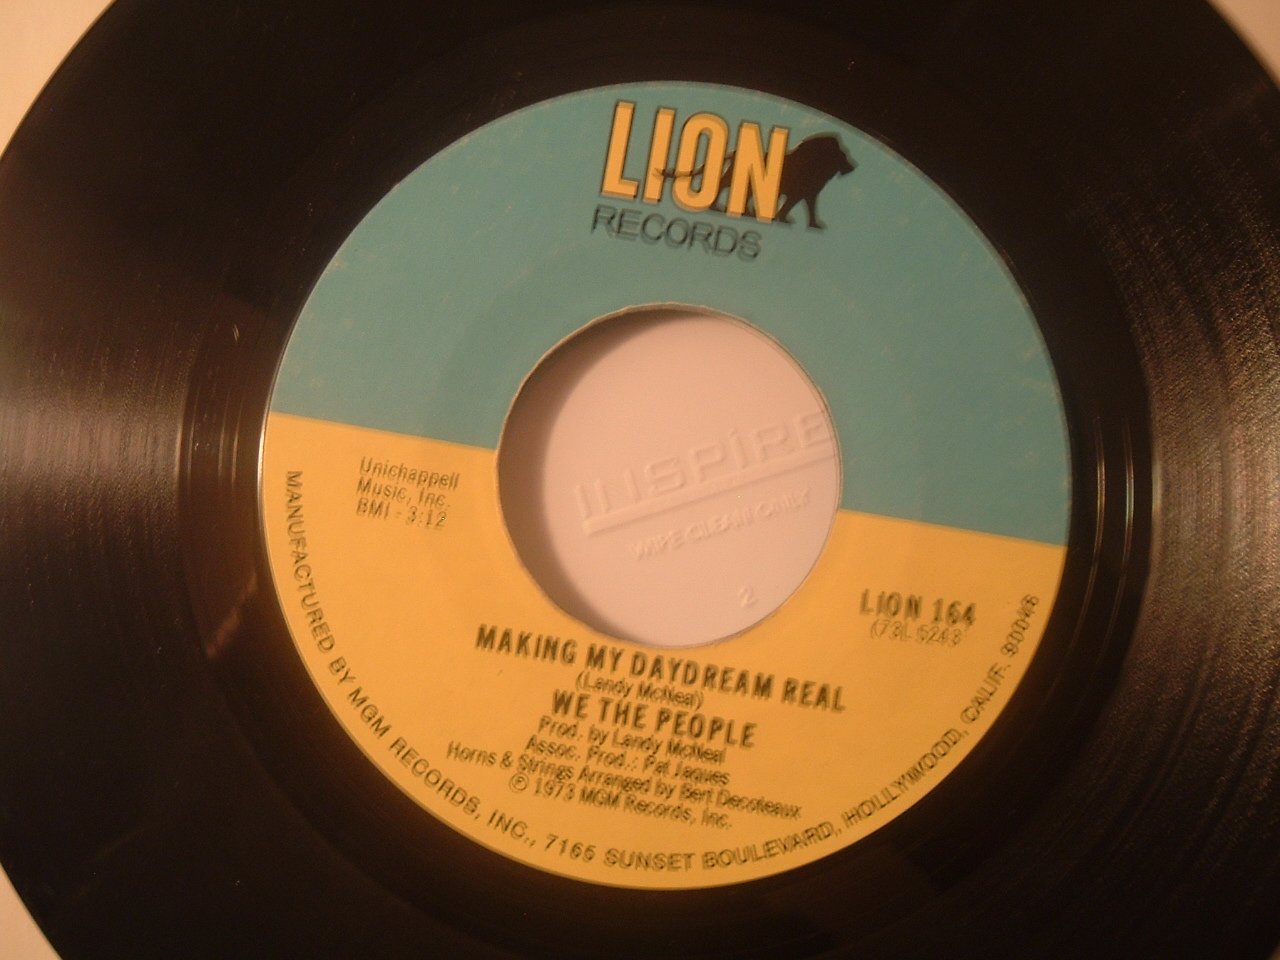 LION
RECORDS
INSPIRE
WIPE CLEAN ONLY
2
Unichappell
Music, Inc.
BMI - 3:12
LION 164
(73L 5243
MAKING MY DAYDREAM REAL
(Landy McNeal)
WE THE PEOPLE
Prod. by Landy McNeal
Assoc. Prod.: Pat Jaques
Horns & Strings Arranged by Bert Decoteaux
℗ 1973 MGM Records, Inc.
MANUFACTURED BY MGM RECORDS, INC., 7165 SUNSET BOULEVARD, HOLLYWOOD, CALIF. 90046